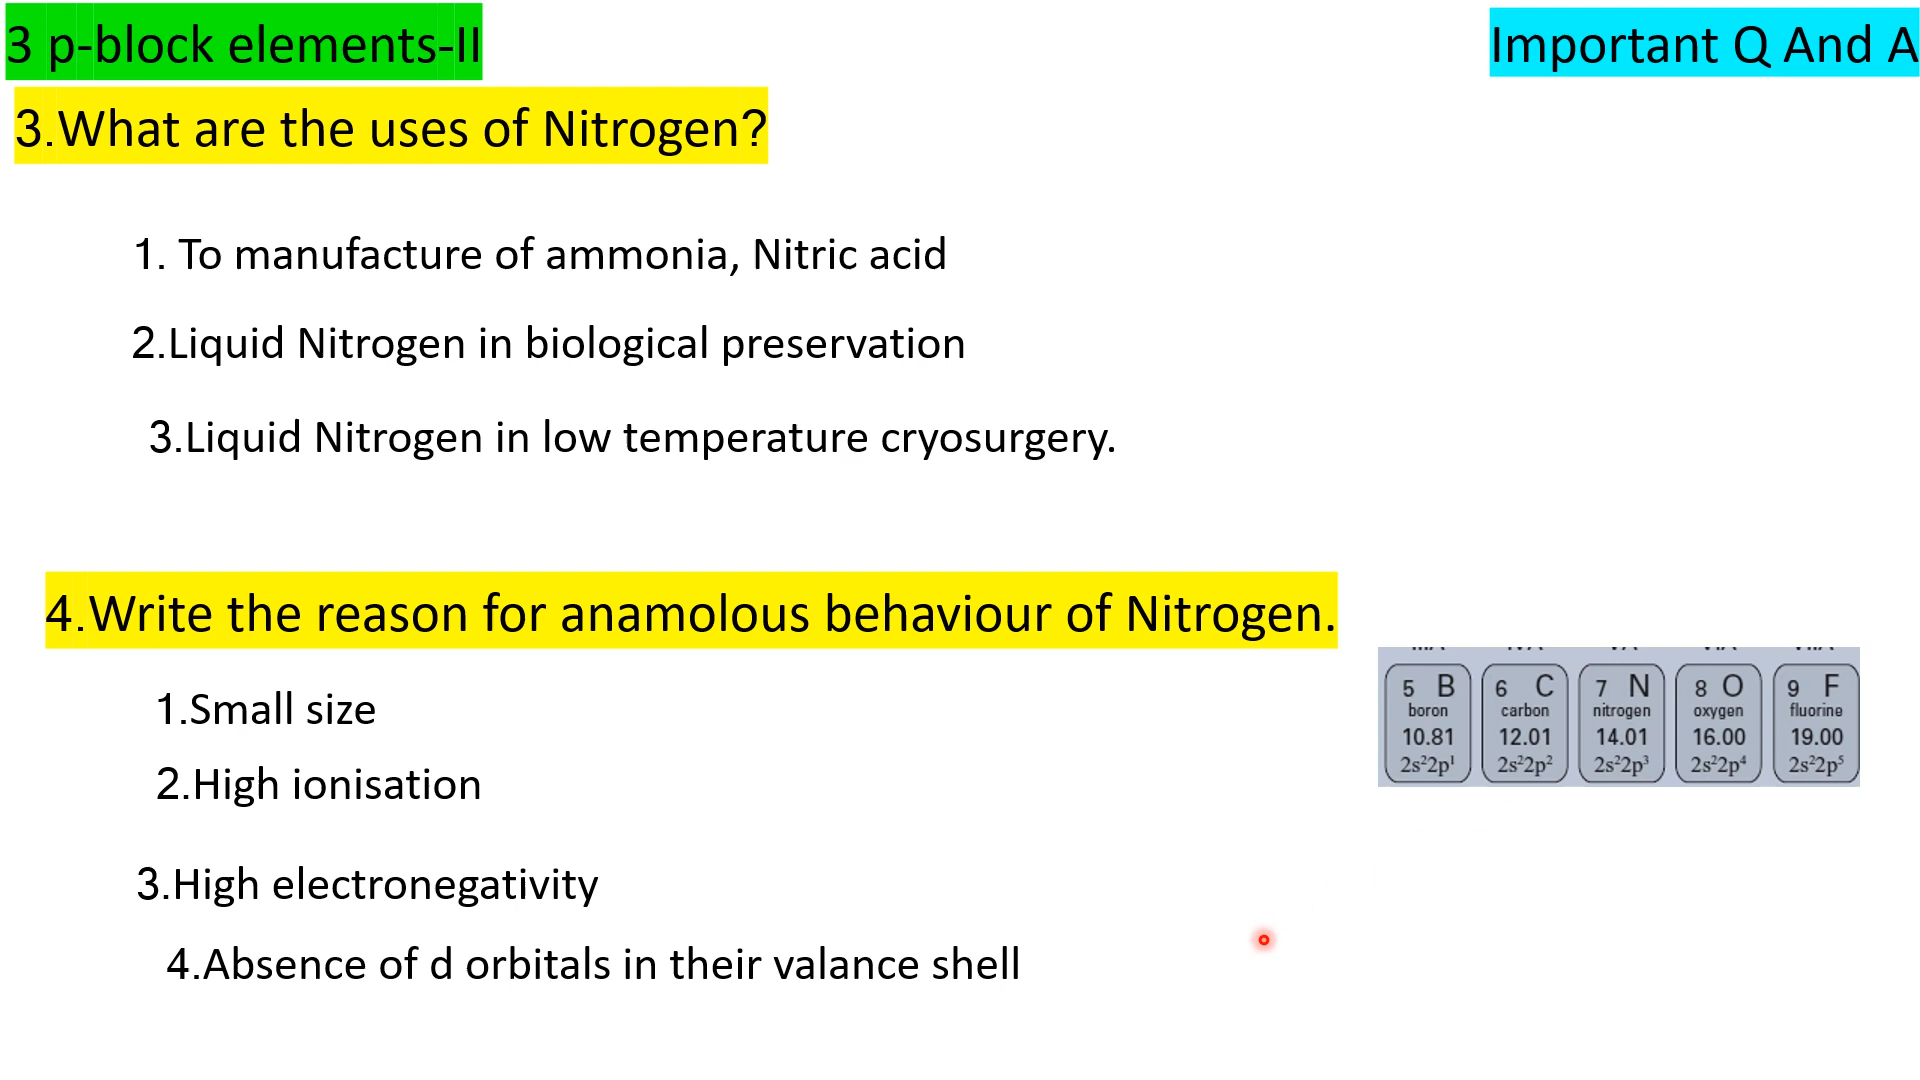 3 p-block elements-II
Important Q And A
3.What are the uses of Nitrogen?
1. To manufacture of ammonia, Nitric acid
2.Liquid Nitrogen in biological preservation
3.Liquid Nitrogen in low temperature cryosurgery.
4.Write the reason for anamolous behaviour of Nitrogen.
1.Small size
2.High ionisation
3.High electronegativity
4.Absence of d orbitals in their valance shell
5 B 6 C 7 N 8 O 9 F
boron carbon nitrogen oxygen fluorine
10.81 12.01 14.01 16.00 19.00
2s²2p¹ 2s²2p² 2s²2p³ 2s²2p⁴ 2s²2p⁵